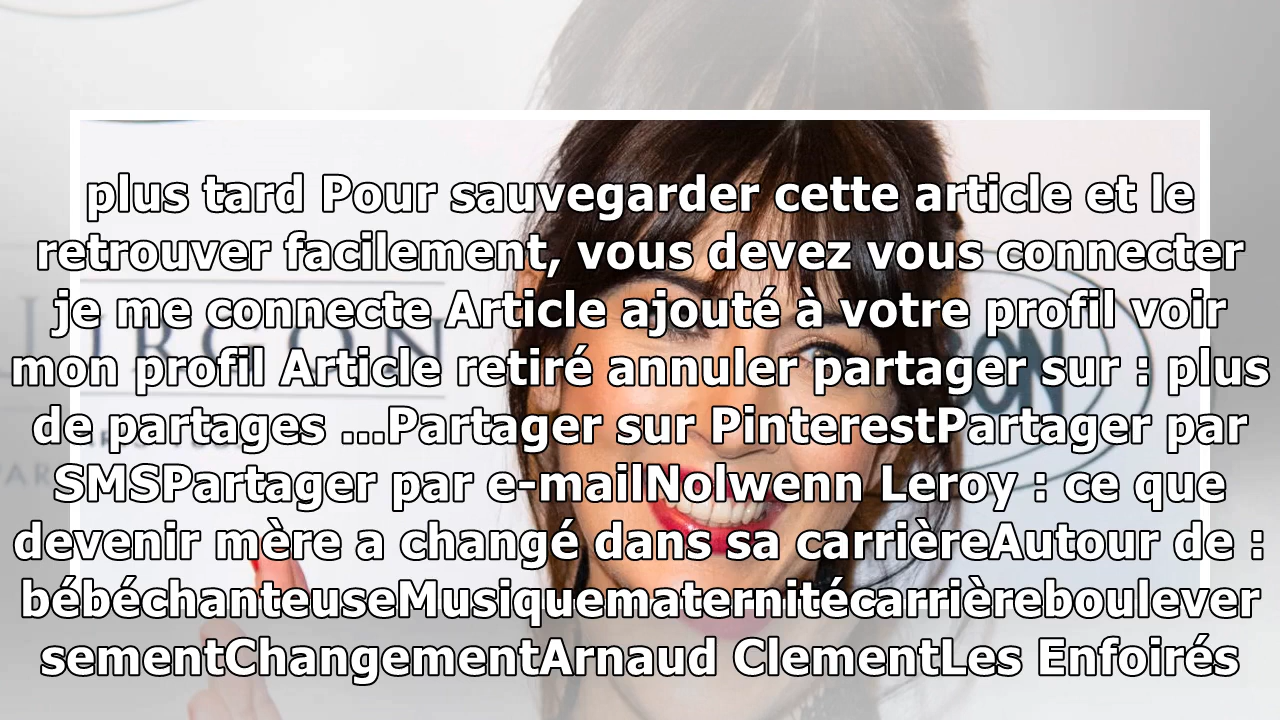 plus tard Pour sauvegarder cette article et le
retrouver facilement, vous devez vous connecter
je me connecte Article ajouté à votre profil voir
mon profil Article retiré annuler partager sur : plus
de partages ...Partager sur PinterestPartager par
SMSPartager par e-mailNolwenn Leroy : ce que
devenir mère a changé dans sa carrièreAutour de :
bébéchanteuseMusiquematernitécarrièreboulever
sementChangementArnaud ClementLes Enfoirés